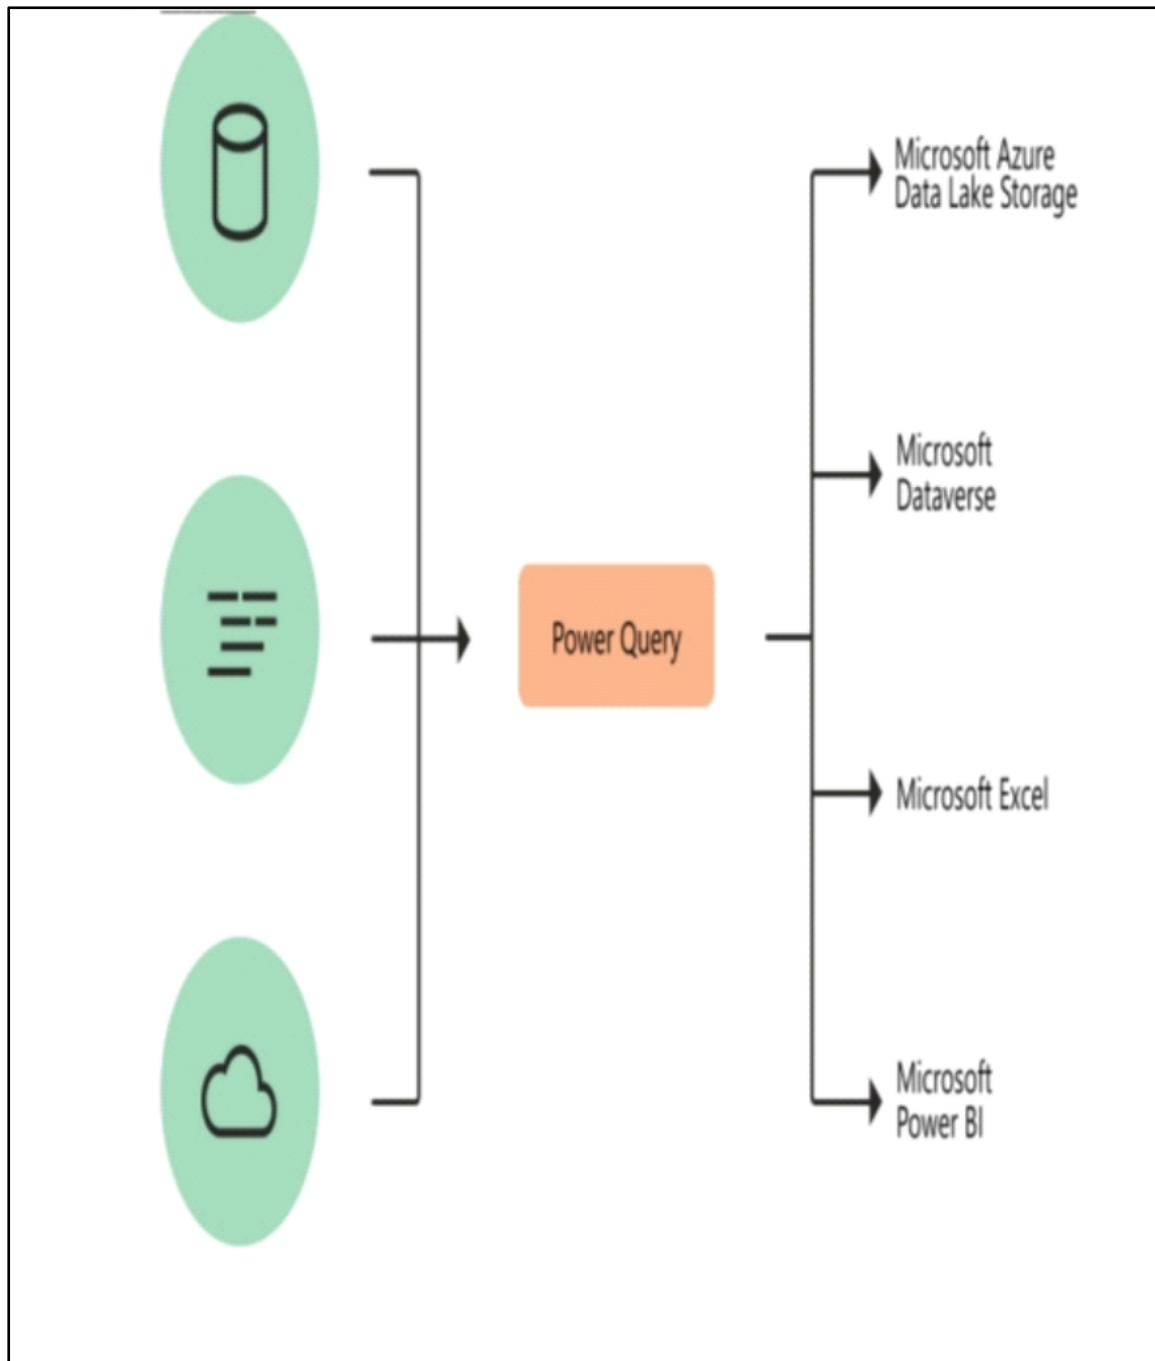 Microsoft Azure
Data Lake Storage
Microsoft
Dataverse
Power Query
Microsoft Excel
Microsoft
Power BI